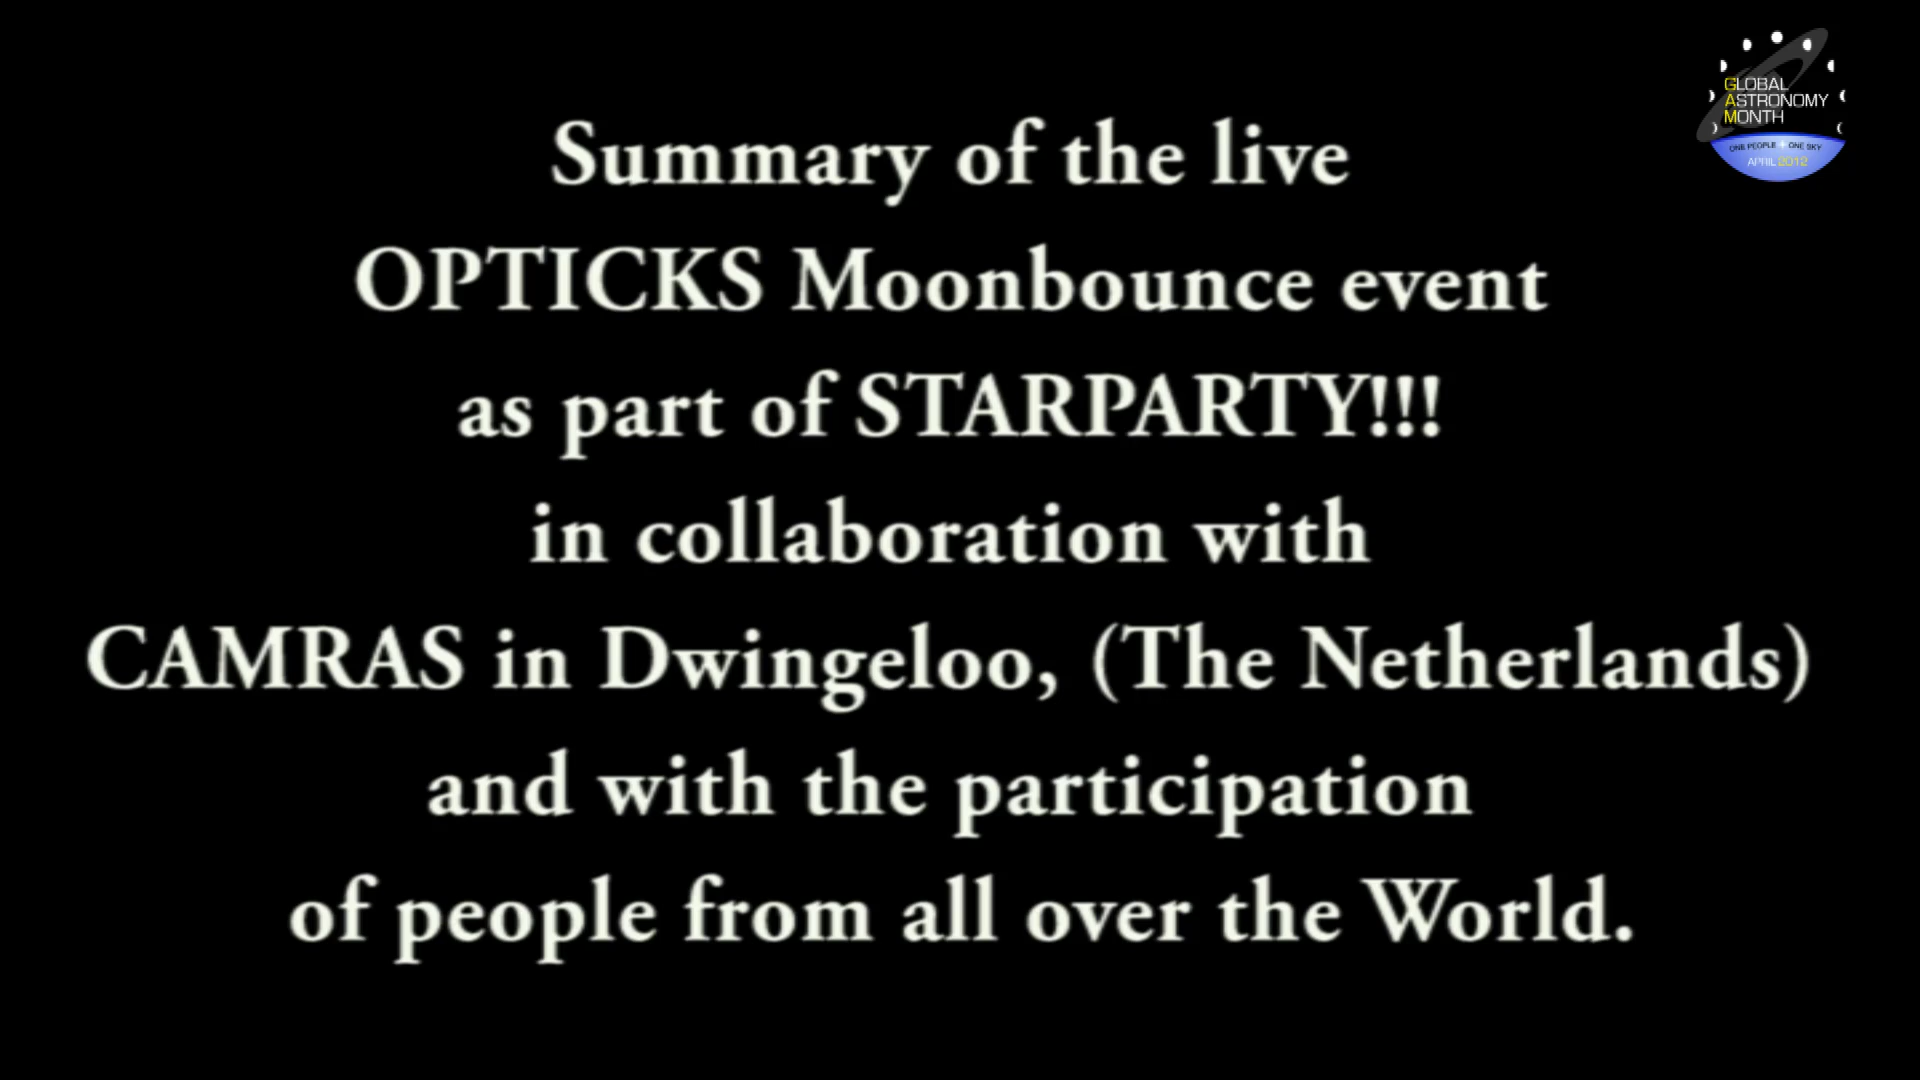 GLOBAL
ASTRONOMY
MONTH
ONE PEOPLE ONE SKY
APRIL 2012
Summary of the live
OPTICKS Moonbounce event
as part of STARPARTY!!!
in collaboration with
CAMRAS in Dwingeloo, (The Netherlands)
and with the participation
of people from all over the World.